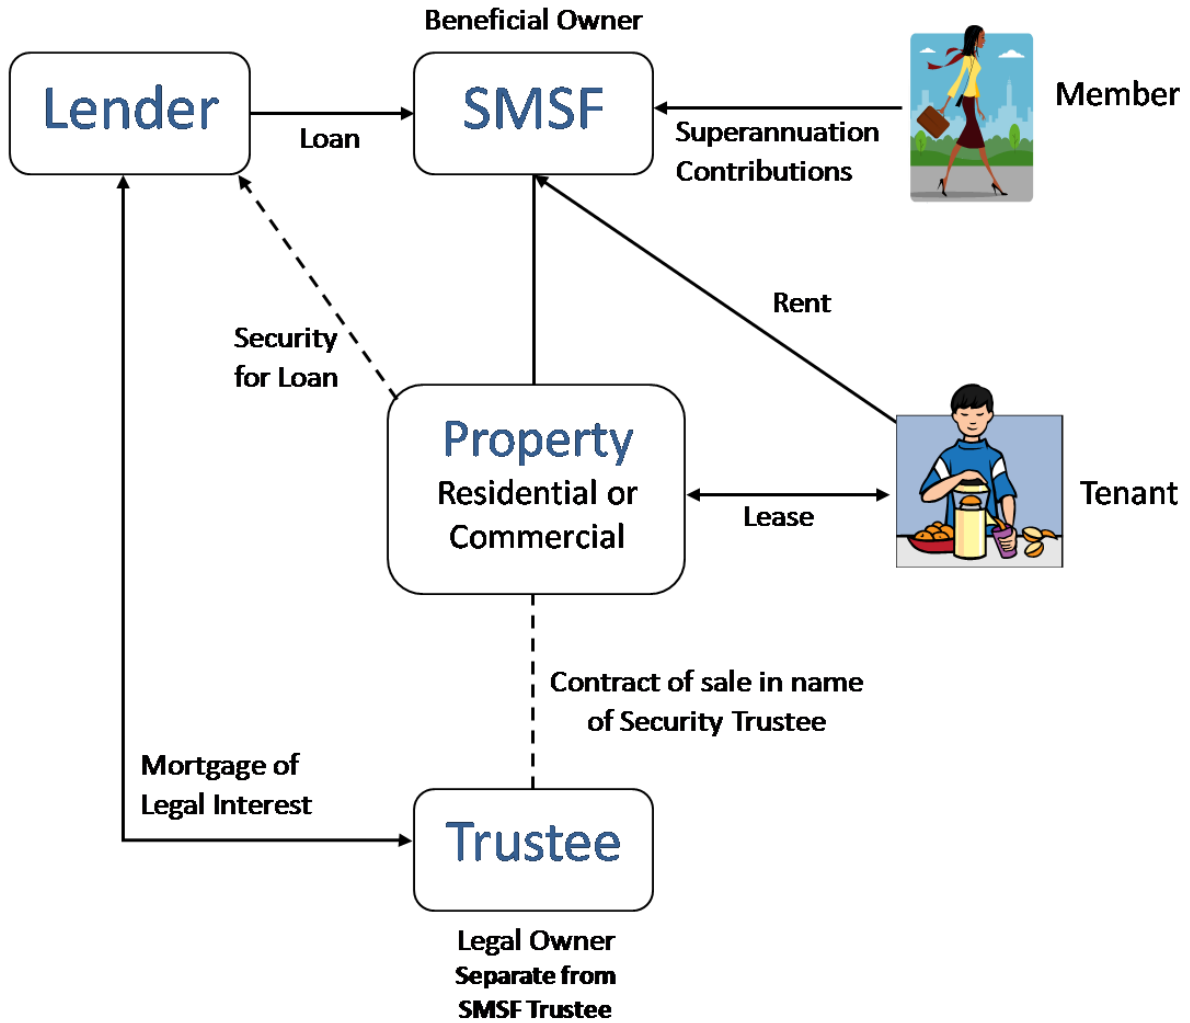 Beneficial Owner
Lender
SMSF
Member
Loan
Superannuation
Contributions
Rent
Security
for Loan
Property
Residential or
Commercial
Lease
Tenant
Contract of sale in name
of Security Trustee
Mortgage of
Legal Interest
Trustee
Legal Owner
Separate from
SMSF Trustee